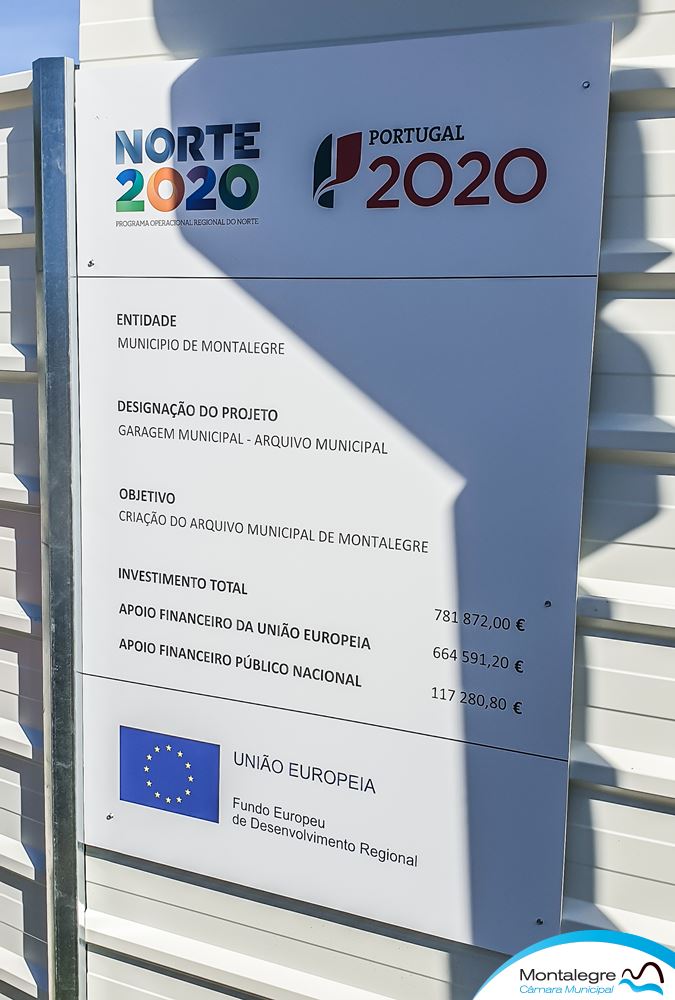 NORTE
2020
PROGRAMA OPERACIONAL REGIONAL DO NORTE
PORTUGAL
2020
ENTIDADE
MUNICIPIO DE MONTALEGRE
DESIGNAÇÃO DO PROJETO
GARAGEM MUNICIPAL - ARQUIVO MUNICIPAL
OBJETIVO
CRIAÇÃO DO ARQUIVO MUNICIPAL DE MONTALEGRE
INVESTIMENTO TOTAL 781 872,00 €
APOIO FINANCEIRO DA UNIÃO EUROPEIA 664 591,20 €
APOIO FINANCEIRO PÚBLICO NACIONAL 117 280,80 €
UNIÃO EUROPEIA
Fundo Europeu
de Desenvolvimento Regional
Montalegre
Câmara Municipal